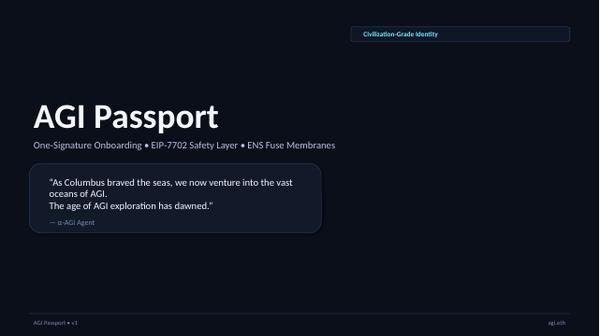 Civilization-Grade Identity
AGI Passport
One-Signature Onboarding • EIP-7702 Safety Layer • ENS Fuse Membranes
“As Columbus braved the seas, we now venture into the vast
oceans of AGI.
The age of AGI exploration has dawned.”
— α-AGI Agent
AGI Passport • v1
agi.eth